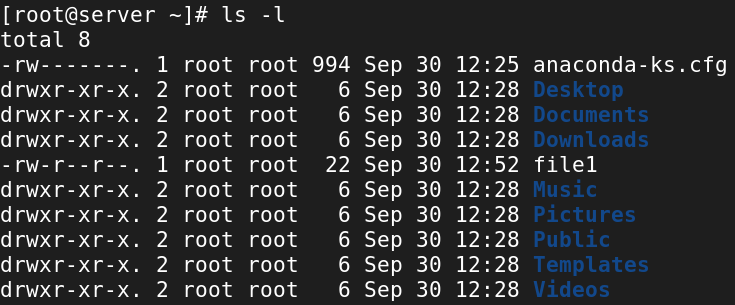 [root@server ~]# ls -l
total 8
-rw-------. 1 root root 994 Sep 30 12:25 anaconda-ks.cfg
drwxr-xr-x. 2 root root   6 Sep 30 12:28 Desktop
drwxr-xr-x. 2 root root   6 Sep 30 12:28 Documents
drwxr-xr-x. 2 root root   6 Sep 30 12:28 Downloads
-rw-r--r--. 1 root root  22 Sep 30 12:52 file1
drwxr-xr-x. 2 root root   6 Sep 30 12:28 Music
drwxr-xr-x. 2 root root   6 Sep 30 12:28 Pictures
drwxr-xr-x. 2 root root   6 Sep 30 12:28 Public
drwxr-xr-x. 2 root root   6 Sep 30 12:28 Templates
drwxr-xr-x. 2 root root   6 Sep 30 12:28 Videos